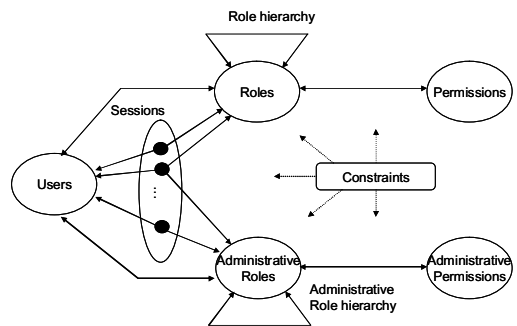 Role hierarchy
Roles
Permissions
Sessions
Users
...
Constraints
Administrative
Roles
Administrative
Permissions
Administrative
Role hierarchy